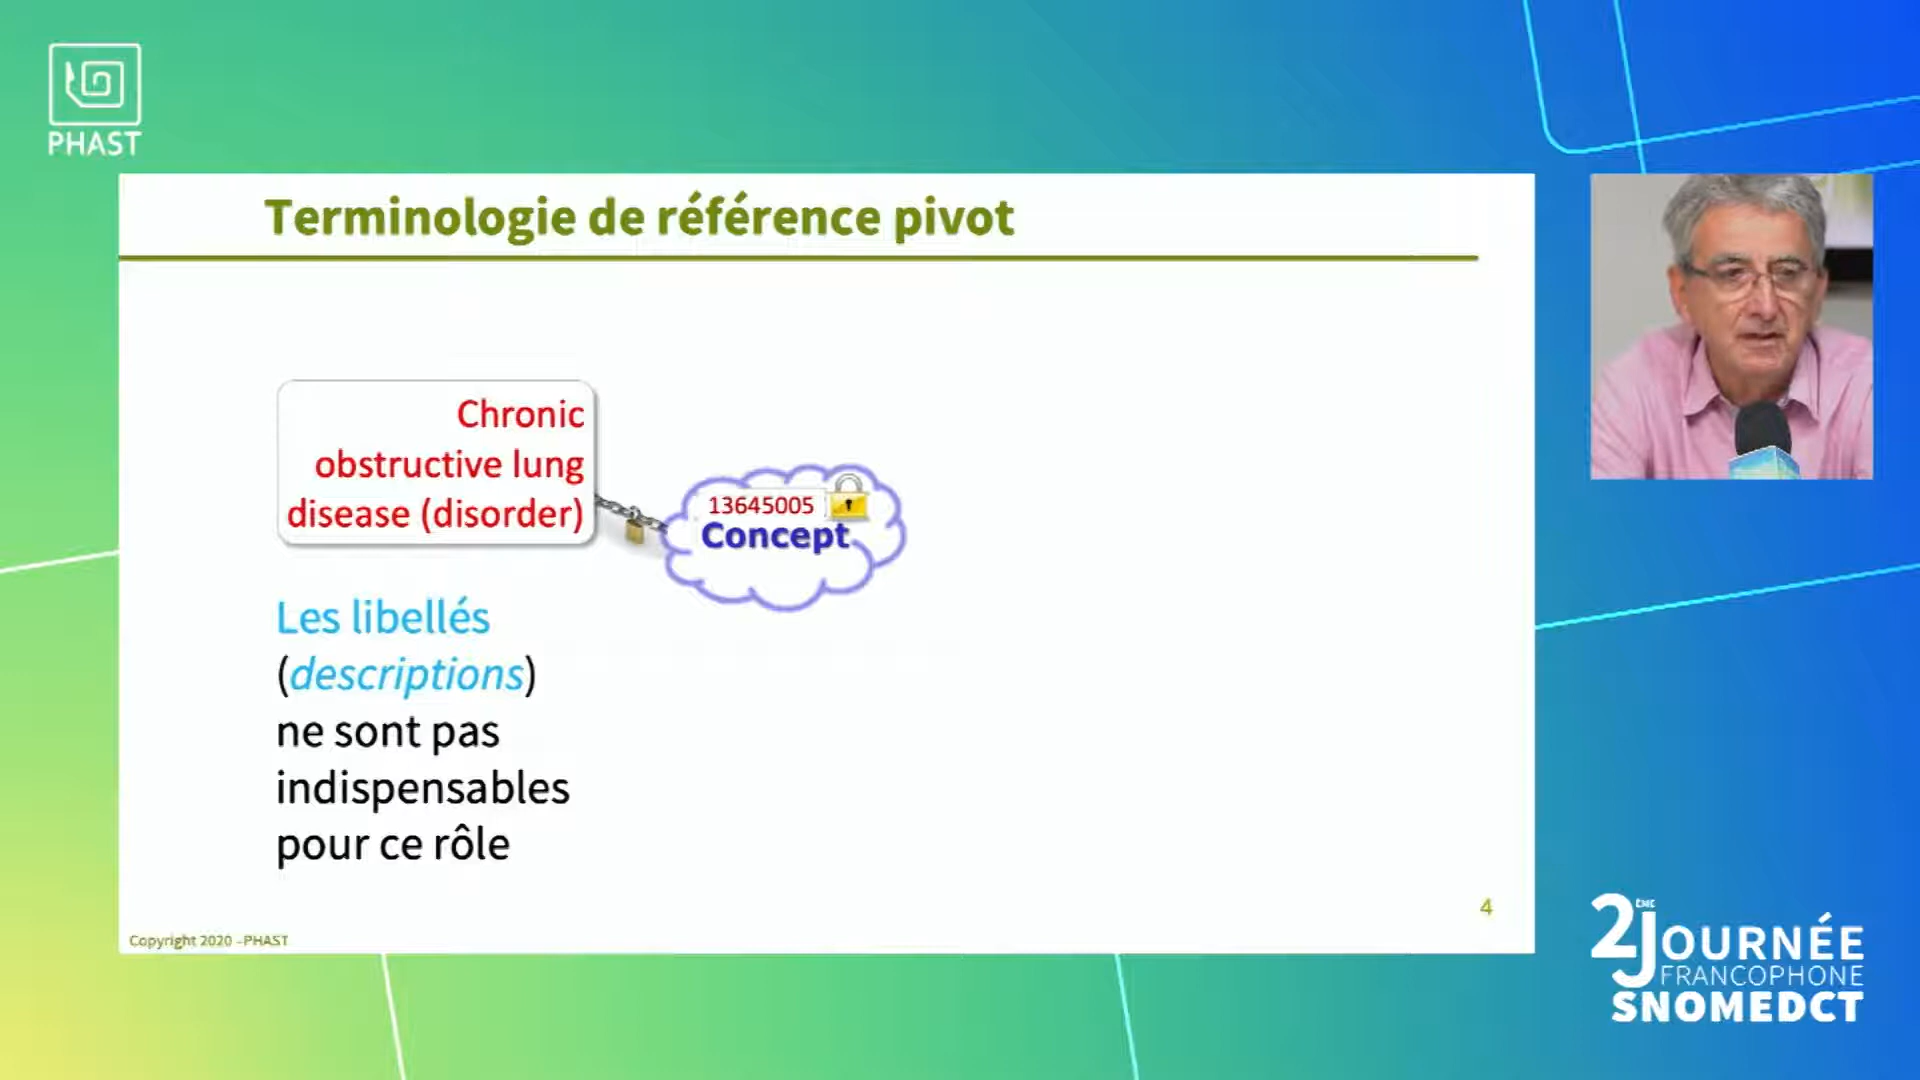 PHAST
Terminologie de référence pivot
Chronic
obstructive lung
disease (disorder)
13645005
Concept
Les libellés
(descriptions)
ne sont pas
indispensables
pour ce rôle
4
Copyright 2020 -PHAST
2ÈME JOURNÉE
FRANCOPHONE
SNOMEDCT